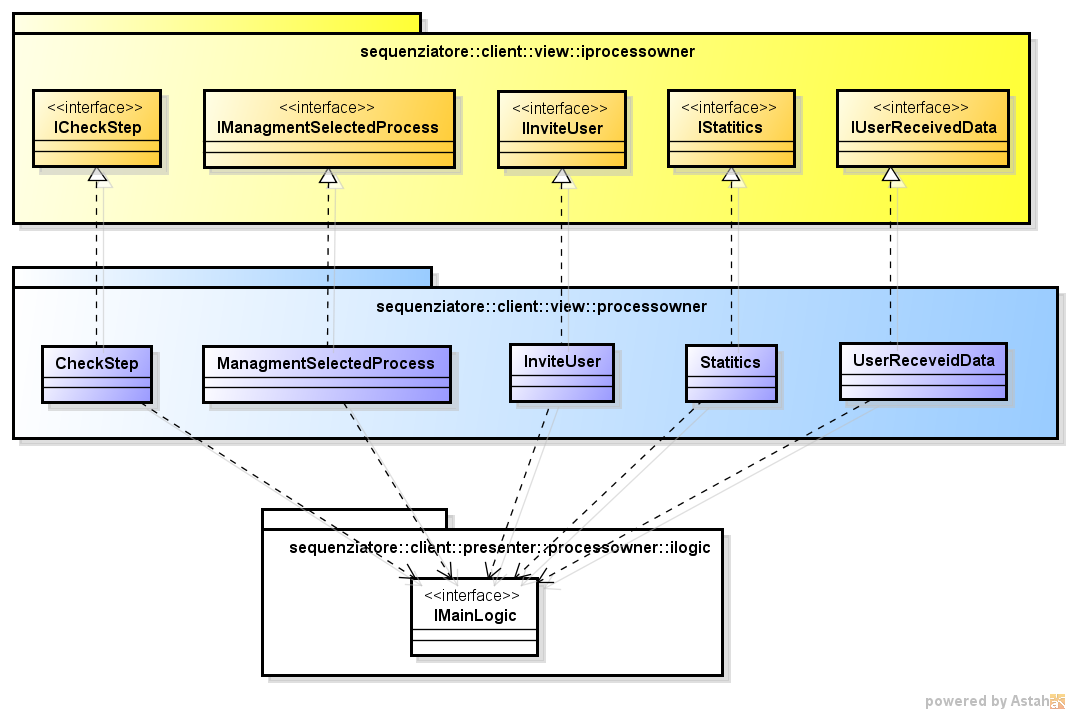 sequenziatore::client::view::iprocessowner
<<interface>>
ICheckStep
<<interface>>
IManagmentSelectedProcess
<<interface>>
IInviteUser
<<interface>>
IStatitics
<<interface>>
IUserReceivedData
sequenziatore::client::view::processowner
CheckStep
ManagmentSelectedProcess
InviteUser
Statitics
UserReceveidData
sequenziatore::client::presenter::processowner::ilogic
<<interface>>
IMainLogic
powered by Astah